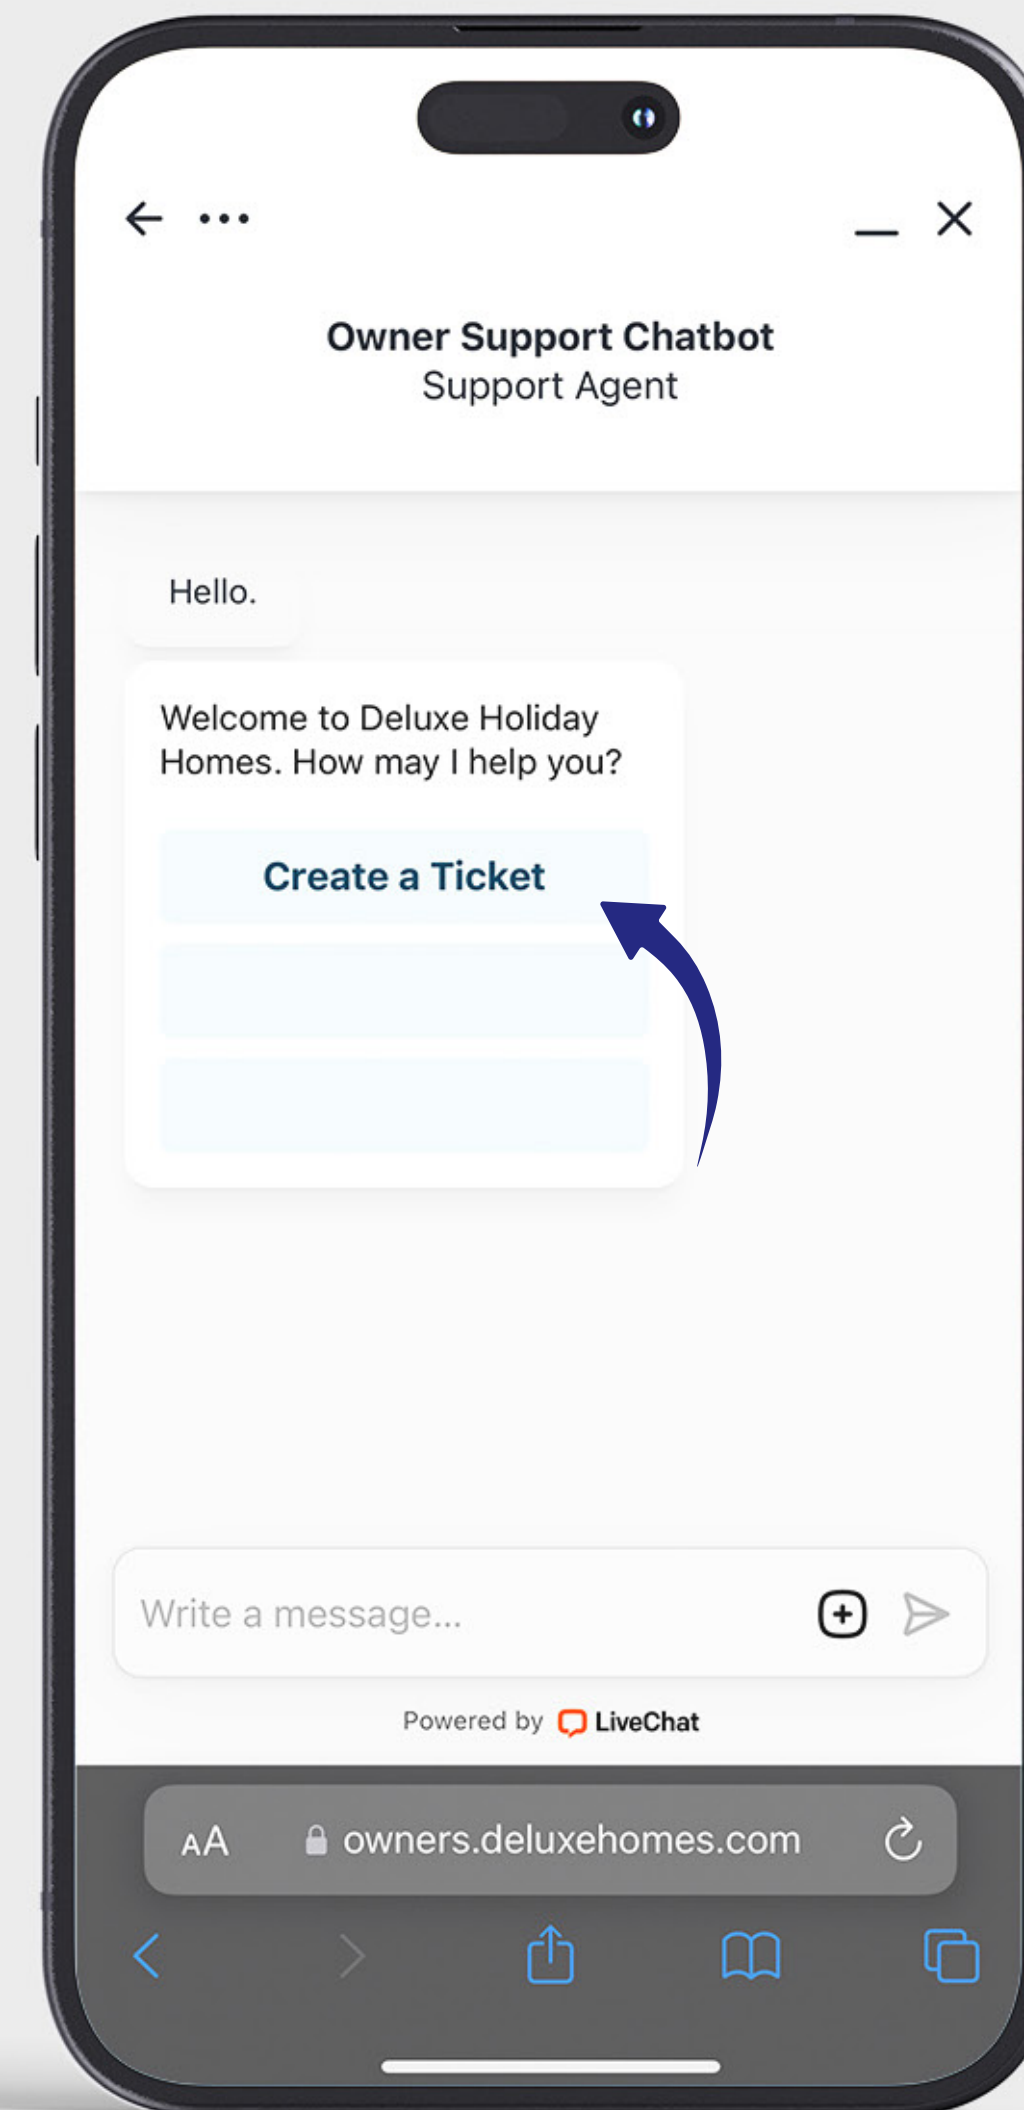 Owner Support Chatbot
Support Agent
Hello.
Welcome to Deluxe Holiday
Homes. How may I help you?
Create a Ticket
Write a message...
Powered by LiveChat
AA owners.deluxehomes.com